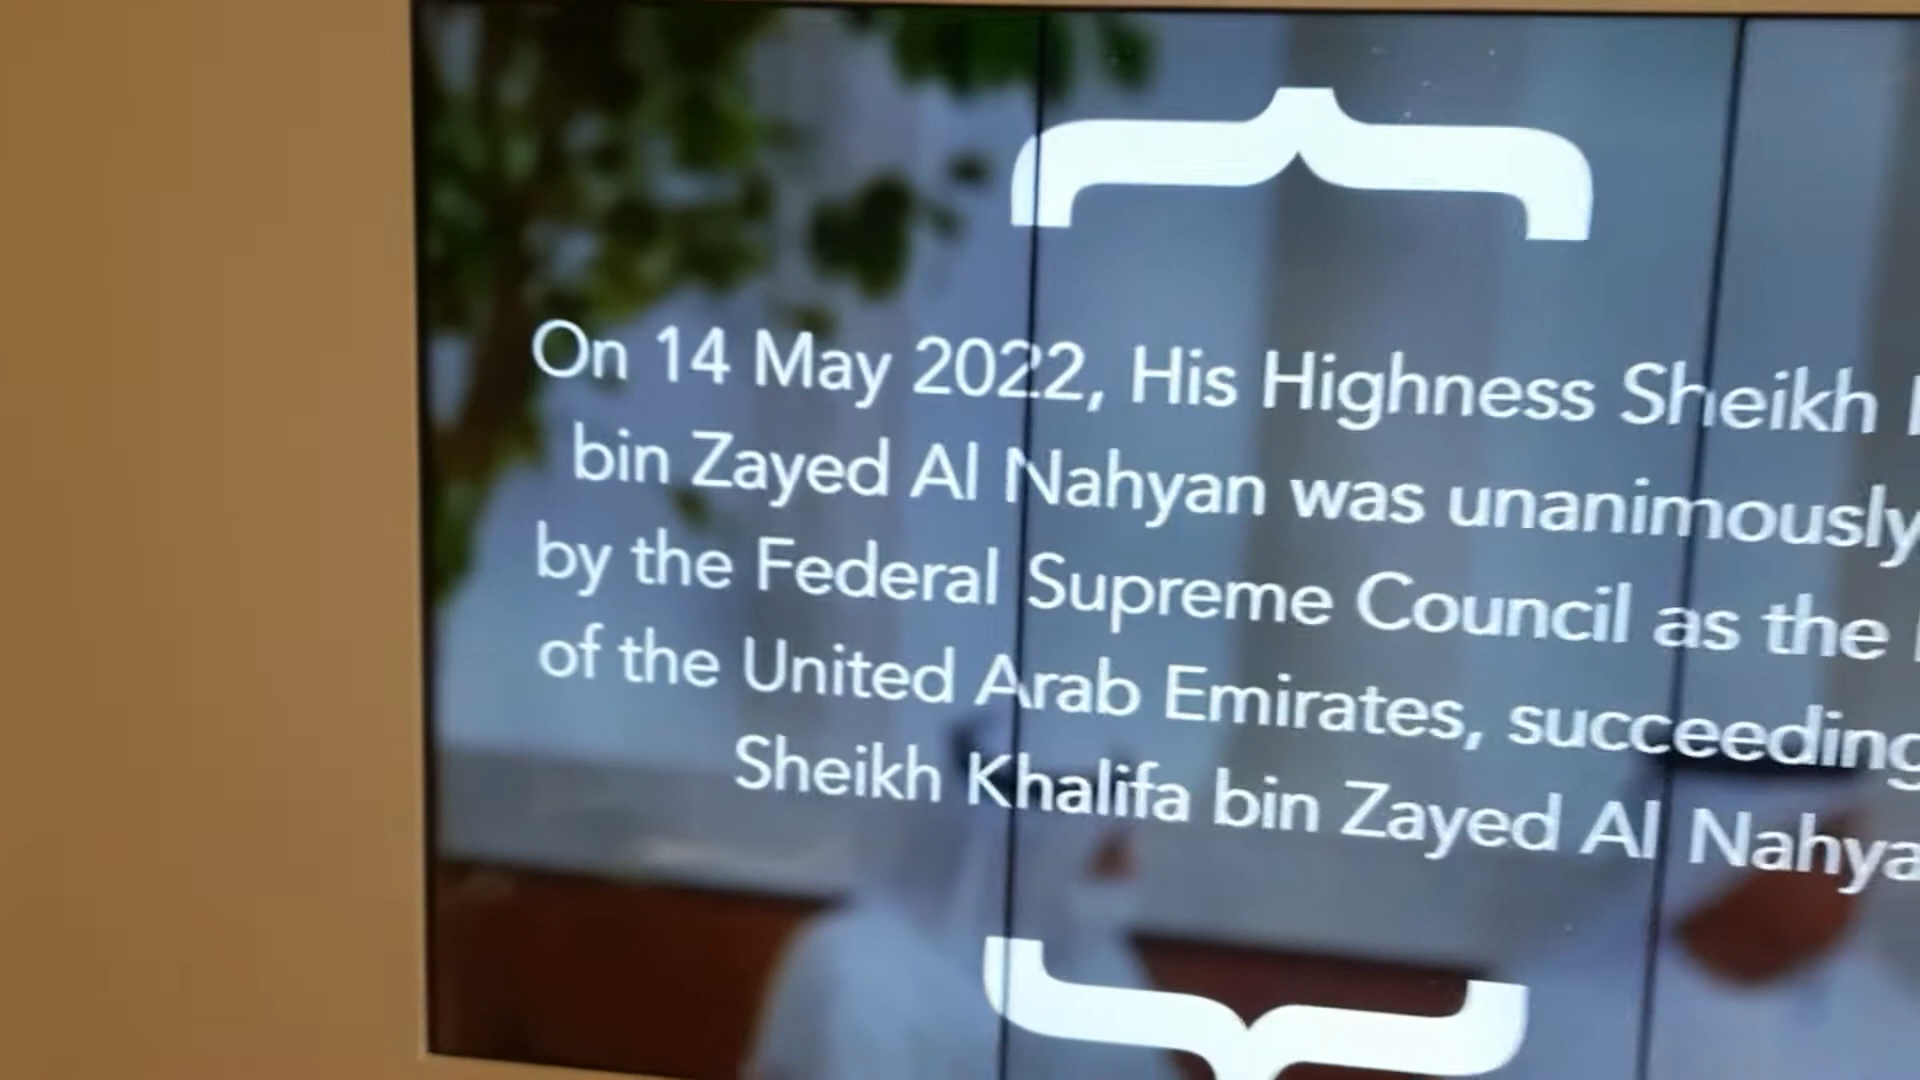 On 14 May 2022, His Highness Sheikh
bin Zayed Al Nahyan was unanimously
by the Federal Supreme Council as the
of the United Arab Emirates, succeeding
Sheikh Khalifa bin Zayed Al Nahya